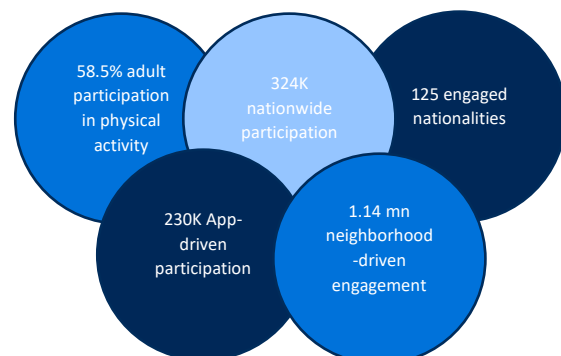 58.5% adult
participation
in physical
activity
324K
nationwide
participation
125 engaged
nationalities
230K App-
driven
participation
1.14 mn
neighborhood
-driven
engagement